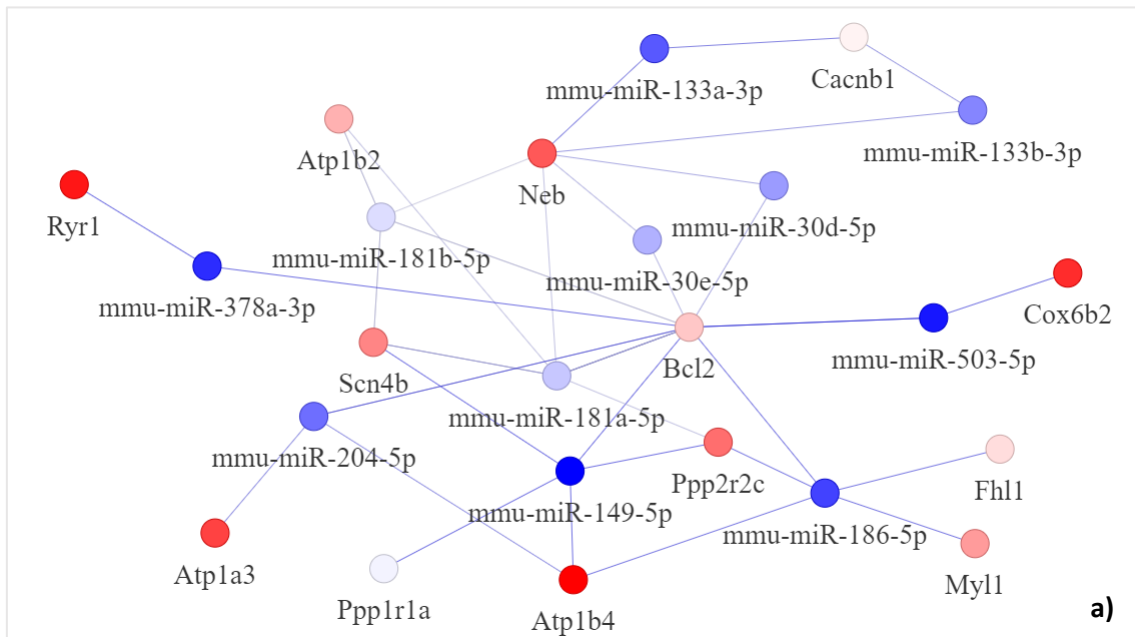 Cacnb1
mmu-miR-133a-3p
Atp1b2
mmu-miR-133b-3p
Neb
Ryr1
mmu-miR-30d-5p
mmu-miR-181b-5p
mmu-miR-30e-5p
mmu-miR-378a-3p
Cox6b2
mmu-miR-503-5p
Bcl2
Scn4b
mmu-miR-181a-5p
mmu-miR-204-5p
Ppp2r2c
Fhl1
mmu-miR-149-5p
mmu-miR-186-5p
Atp1a3
Myl1
Ppp1r1a
Atp1b4
a)